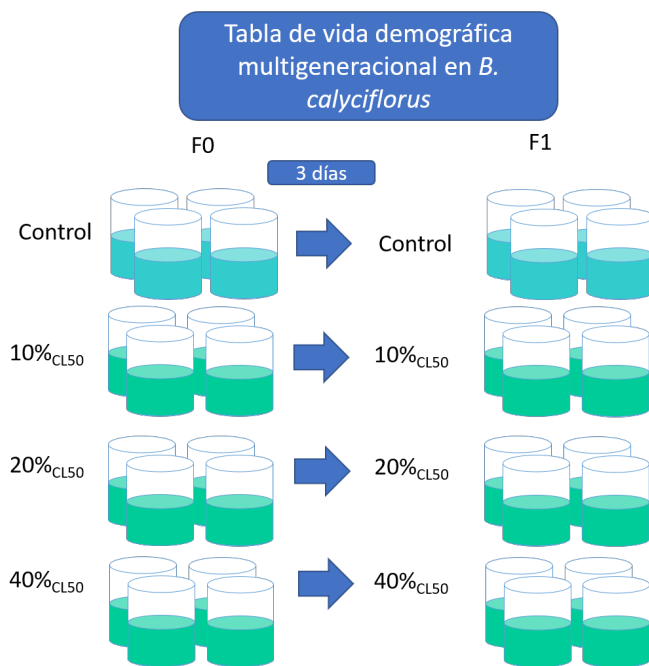 Tabla de vida demográfica
multigeneracional en B.
calyciflorus
F0
F1
3 días
Control
Control
10%CL50
10%CL50
20%CL50
20%CL50
40%CL50
40%CL50